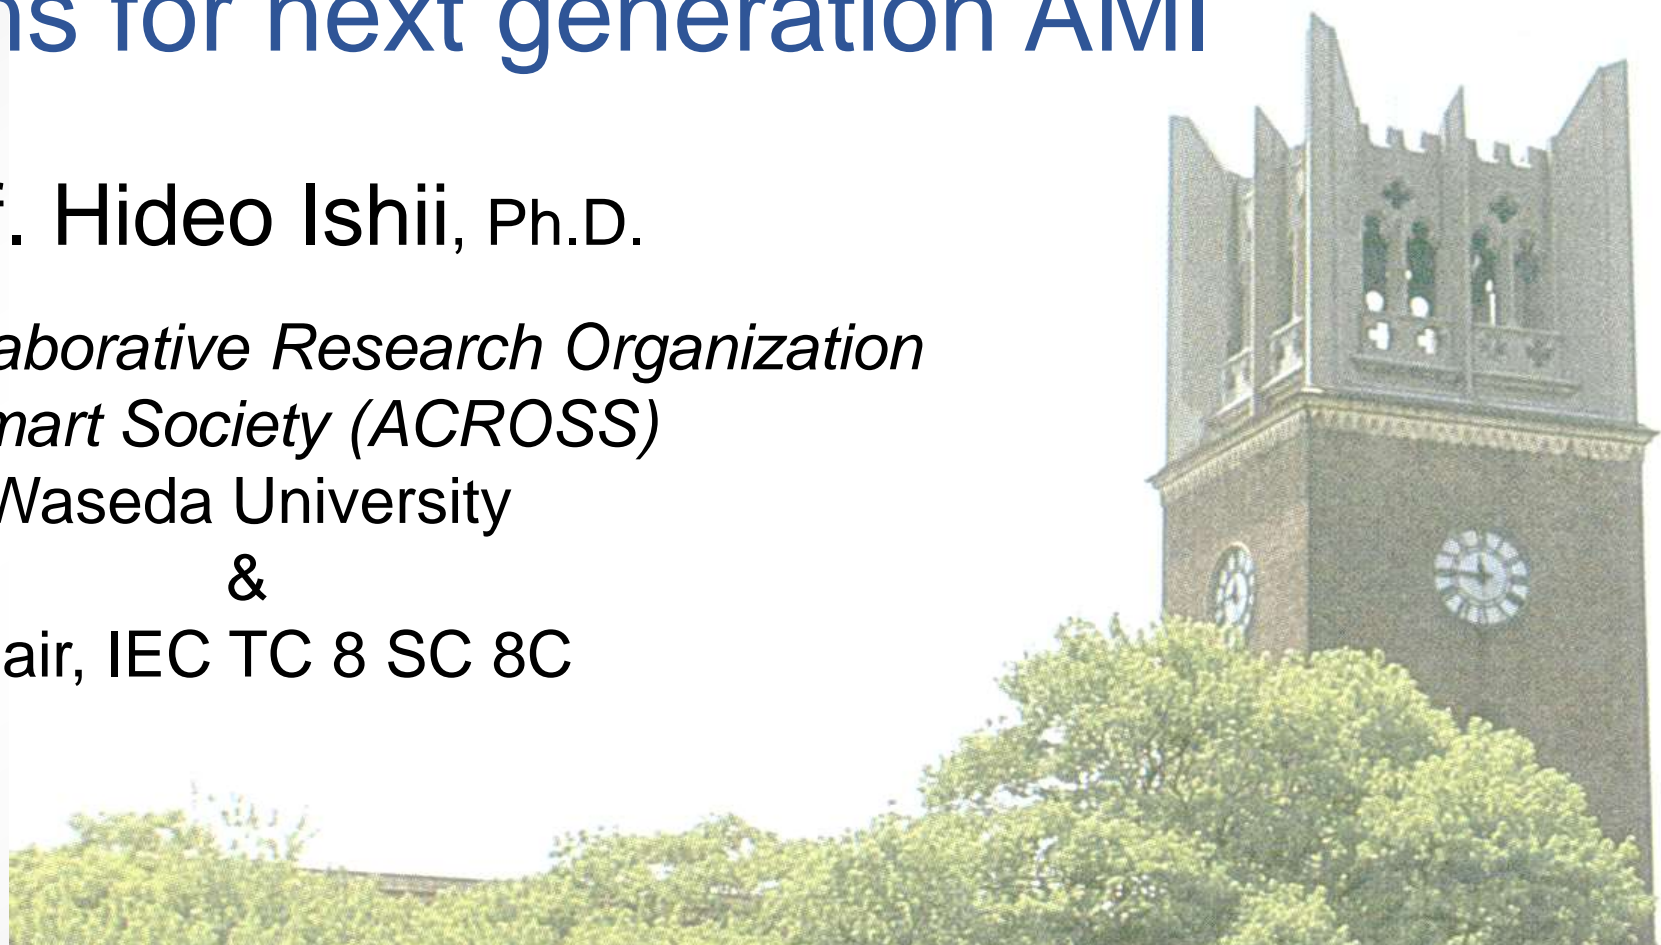 ns for next generation AMI
f. Hideo Ishii, Ph.D.
aborative Research Organization
mart Society (ACROSS)
Waseda University
&
air, IEC TC 8 SC 8C